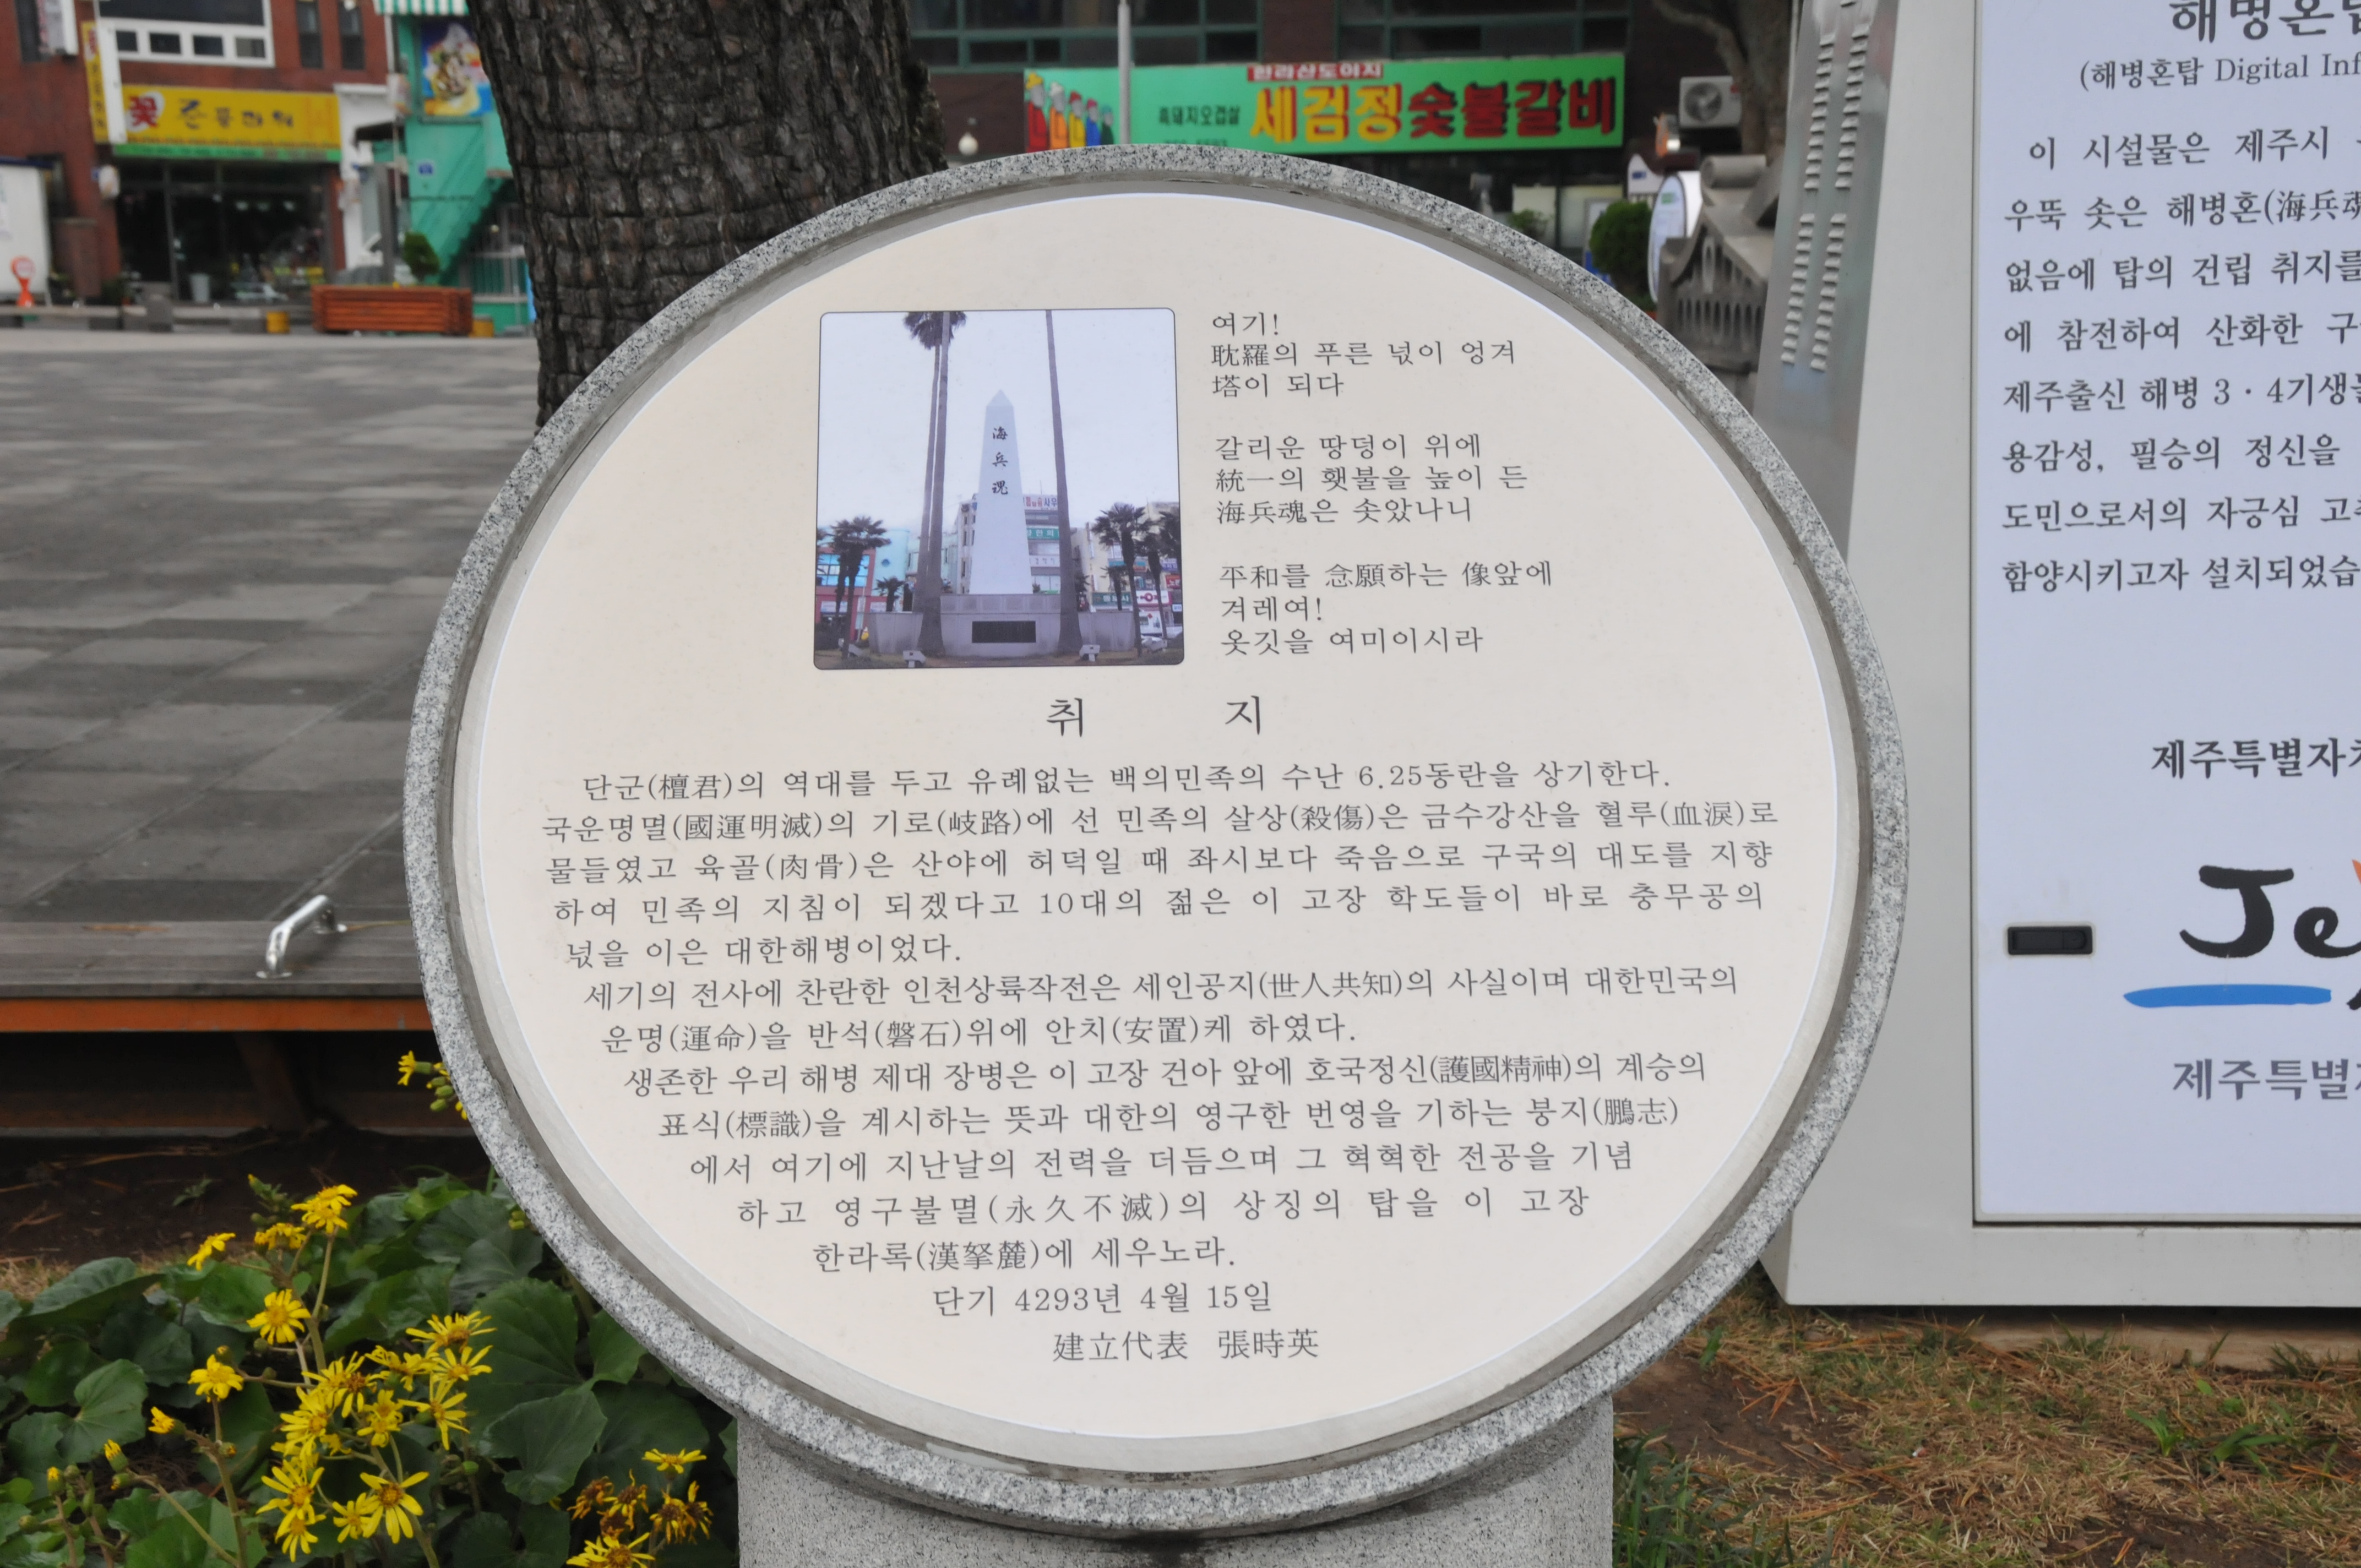 꽃
한라산도야지
흑돼지오겹살
세검정숯불갈비
海
兵
魂
여기!
耽羅의 푸른 넋이 엉겨
塔이 되다
갈리운 땅덩이 위에
統一의 횃불을 높이 든
海兵魂은 솟았나니
平和를 念願하는 像앞에
겨레여!
옷깃을 여미이시라
취 지
단군(檀君)의 역대를 두고 유례없는 백의민족의 수난 6.25동란을 상기한다.
국운명멸(國運明滅)의 기로(岐路)에 선 민족의 살상(殺傷)은 금수강산을 혈루(血淚)로
물들였고 육골(肉骨)은 산야에 허덕일 때 좌시보다 죽음으로 구국의 대도를 지향
하여 민족의 지침이 되겠다고 10대의 젊은 이 고장 학도들이 바로 충무공의
넋을 이은 대한해병이었다.
세기의 전사에 찬란한 인천상륙작전은 세인공지(世人共知)의 사실이며 대한민국의
운명(運命)을 반석(磐石)위에 안치(安置)케 하였다.
생존한 우리 해병 제대 장병은 이 고장 건아 앞에 호국정신(護國精神)의 계승의
표식(標識)을 계시하는 뜻과 대한의 영구한 번영을 기하는 붕지(鵬志)
에서 여기에 지난날의 전력을 더듬으며 그 혁혁한 전공을 기념
하고 영구불멸(永久不滅)의 상징의 탑을 이 고장
한라록(漢拏麓)에 세우노라.
단기 4293년 4월 15일
建立代表 張時英
해병혼탑
(해병혼탑 Digital Inf
이 시설물은 제주시
우뚝 솟은 해병혼(海兵魂
없음에 탑의 건립 취지를
에 참전하여 산화한 구
제주출신 해병 3·4기생
용감성, 필승의 정신을
도민으로서의 자긍심 고
함양시키고자 설치되었습
제주특별자치
Je
제주특별자